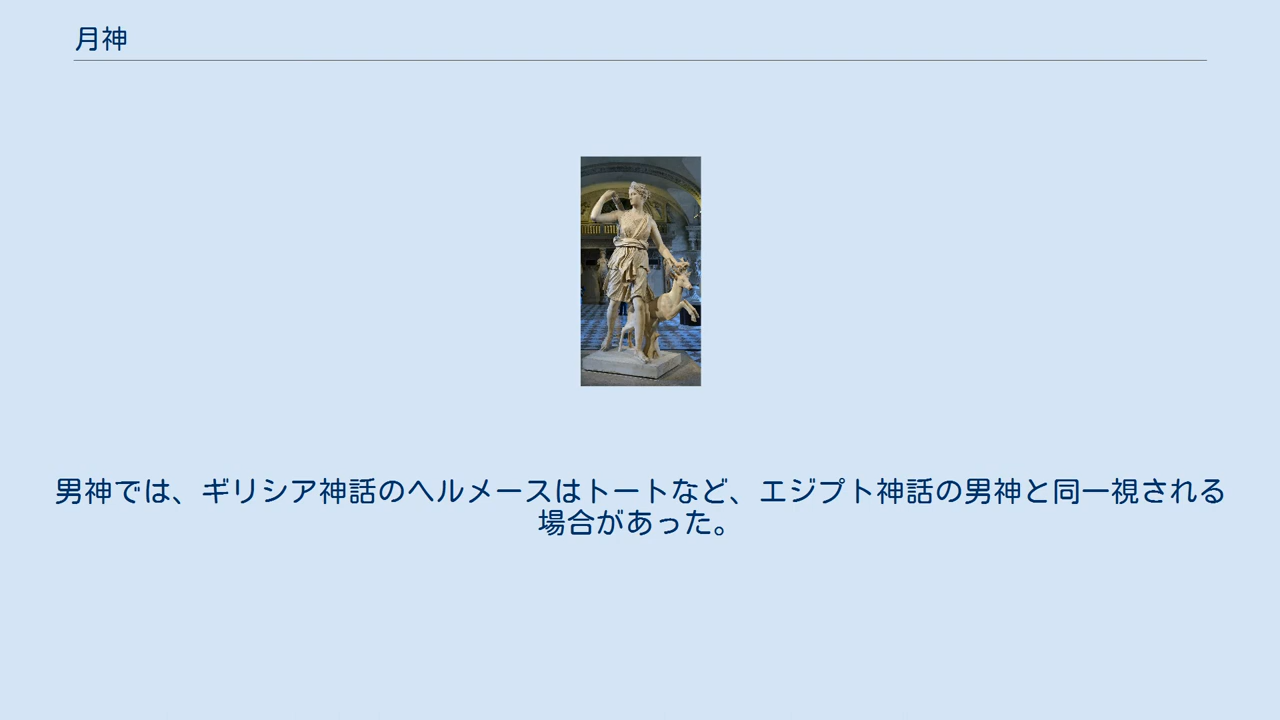 月神
男神では、ギリシア神話のヘルメースはトートなど、エジプト神話の男神と同一視される
場合があった。